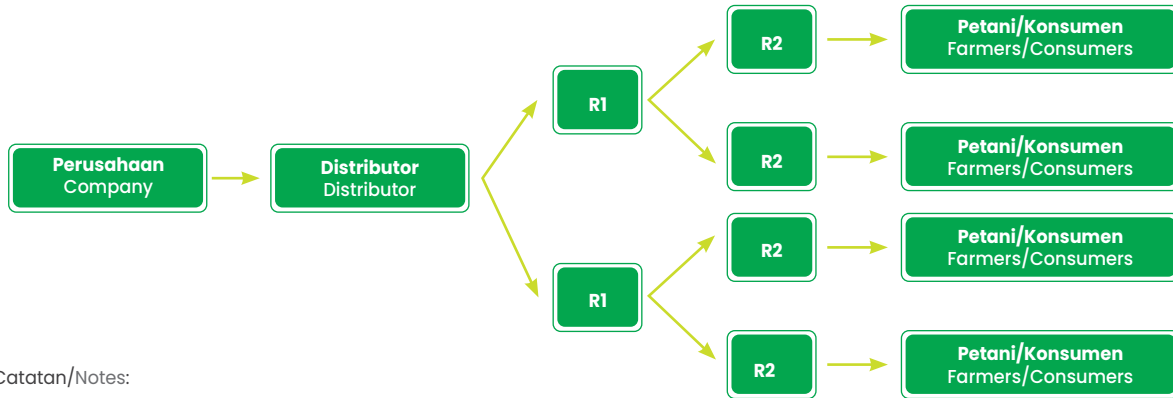 R2
Petani/Konsumen
Farmers/Consumers
R1
R2
Petani/Konsumen
Farmers/Consumers
Perusahaan
Company
Distributor
Distributor
R2
Petani/Konsumen
Farmers/Consumers
R1
R2
Petani/Konsumen
Farmers/Consumers
Catatan/Notes: